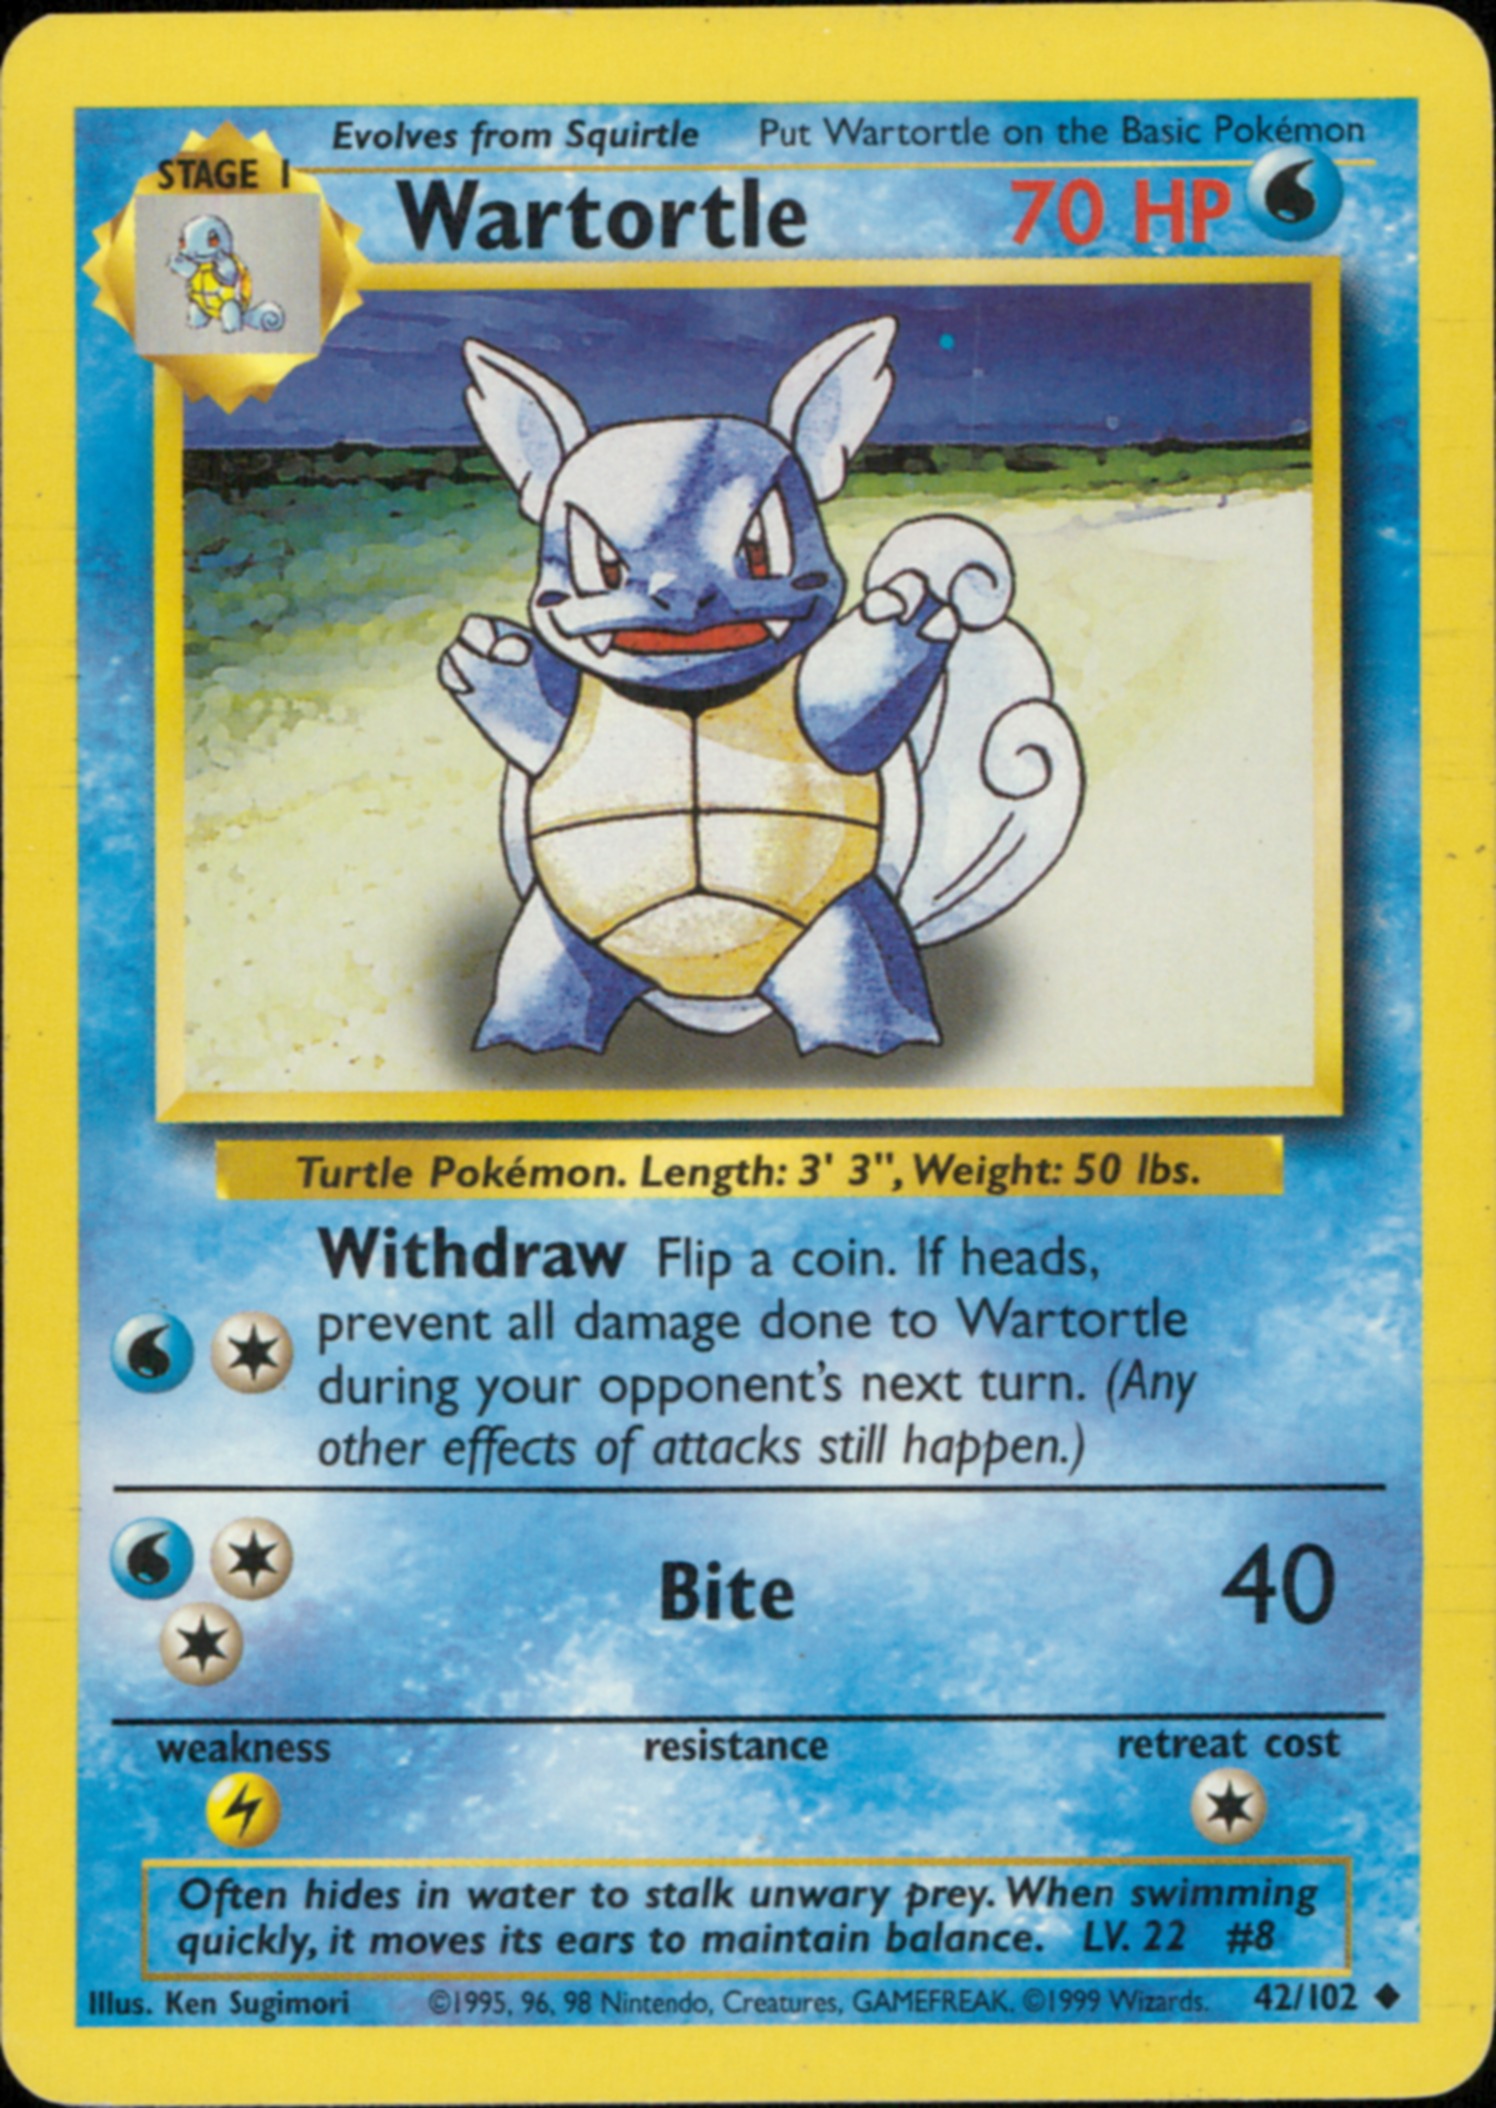 Evolves from Squirtle Put Wartortle on the Basic Pokémon
STAGE 1
Wartortle 70 HP
Turtle Pokémon. Length: 3' 3", Weight: 50 lbs.
Withdraw Flip a coin. If heads,
prevent all damage done to Wartortle
during your opponent's next turn. (Any
other effects of attacks still happen.)
Bite 40
weakness resistance retreat cost
Often hides in water to stalk unwary prey. When swimming
quickly, it moves its ears to maintain balance. LV. 22 #8
Illus. Ken Sugimori ©1995, 96, 98 Nintendo, Creatures, GAMEFREAK. ©1999 Wizards. 42/102